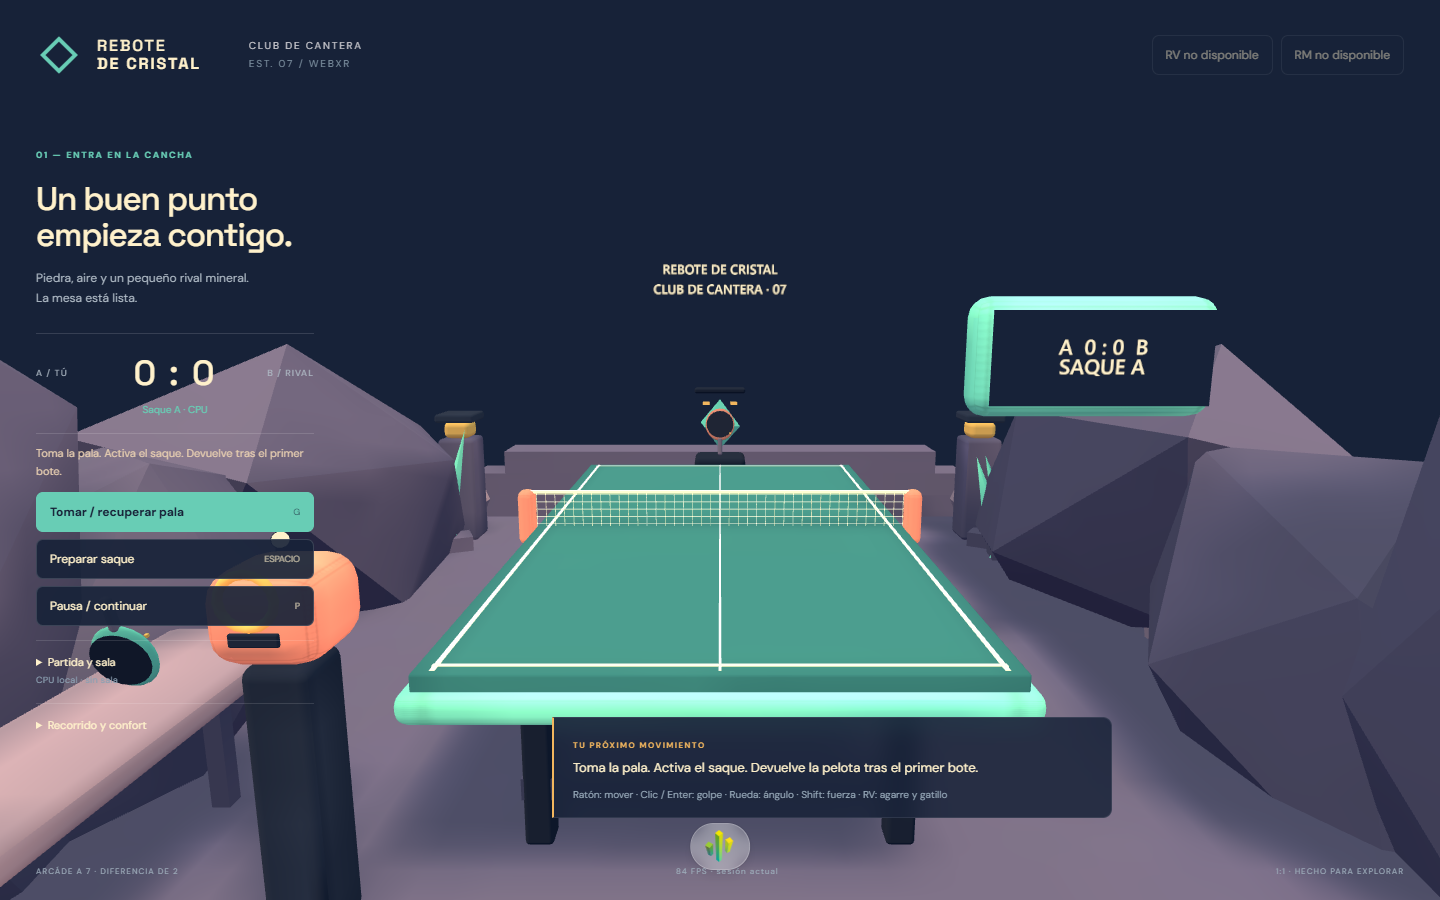 REBOTE
DE CRISTAL
CLUB DE CANTERA
EST. 07 / WEBXR
RV no disponible
RM no disponible
01 — ENTRA EN LA CANCHA
Un buen punto
empieza contigo.
Piedra, aire y un pequeño rival mineral.
La mesa está lista.
A / TÚ
0 : 0
B / RIVAL
Saque A · CPU
Toma la pala. Activa el saque. Devuelve tras el primer
bote.
Tomar / recuperar pala
G
Preparar saque
ESPACIO
Pausa / continuar
P
Partida y sala
CPU local
Recorrido y confort
REBOTE DE CRISTAL
CLUB DE CANTERA · 07
A 0:0 B
SAQUE A
TU PRÓXIMO MOVIMIENTO
Toma la pala. Activa el saque. Devuelve la pelota tras el primer bote.
Ratón: mover · Clic / Enter: golpe · Rueda: ángulo · Shift: fuerza · RV: agarre y gatillo
ARCADE A 7 · DIFERENCIA DE 2
84 FPS · sesión actual
1:1 · HECHO PARA EXPLORAR